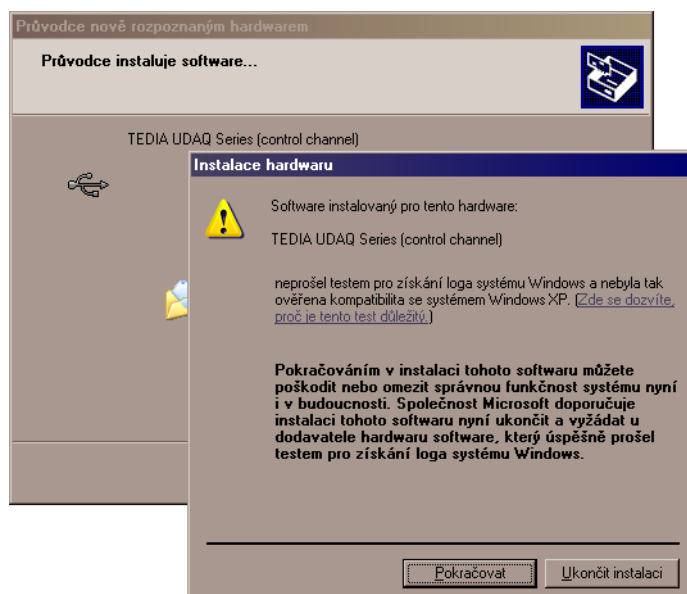 Průvodce nově rozpoznaným hardwarem
Průvodce instaluje software...
TEDIA UDAQ Series (control channel)
Instalace hardwaru
Software instalovaný pro tento hardware:
TEDIA UDAQ Series (control channel)
neprošel testem pro získání loga systému Windows a nebyla tak
ověřena kompatibilita se systémem Windows XP. (Zde se dozvíte,
proč je tento test důležitý.)
Pokračováním v instalaci tohoto softwaru můžete
poškodit nebo omezit správnou funkčnost systému nyní
i v budoucnosti. Společnost Microsoft doporučuje
instalaci tohoto softwaru nyní ukončit a vyžádat u
dodavatele hardwaru software, který úspěšně prošel
testem pro získání loga systému Windows.
Pokračovat
Ukončit instalaci